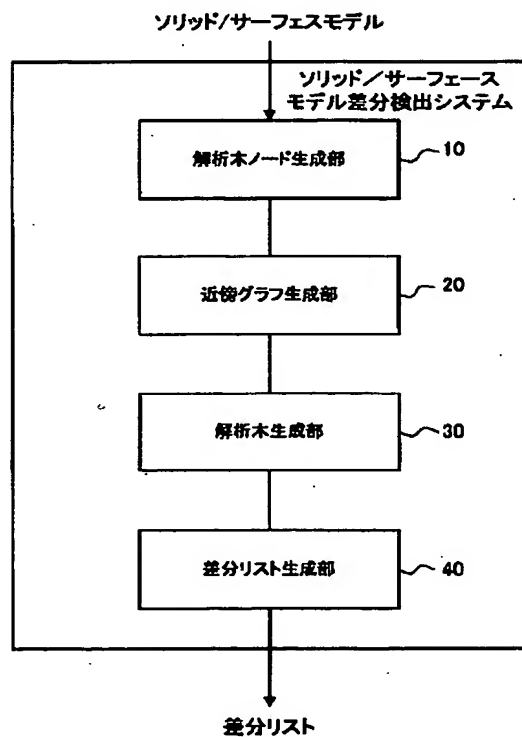 ソリッド/サーフェスモデル
ソリッド／サーフェース
モデル差分検出システム
解析木ノード生成部
10
近傍グラフ生成部
20
解析木生成部
30
差分リスト生成部
40
差分リスト